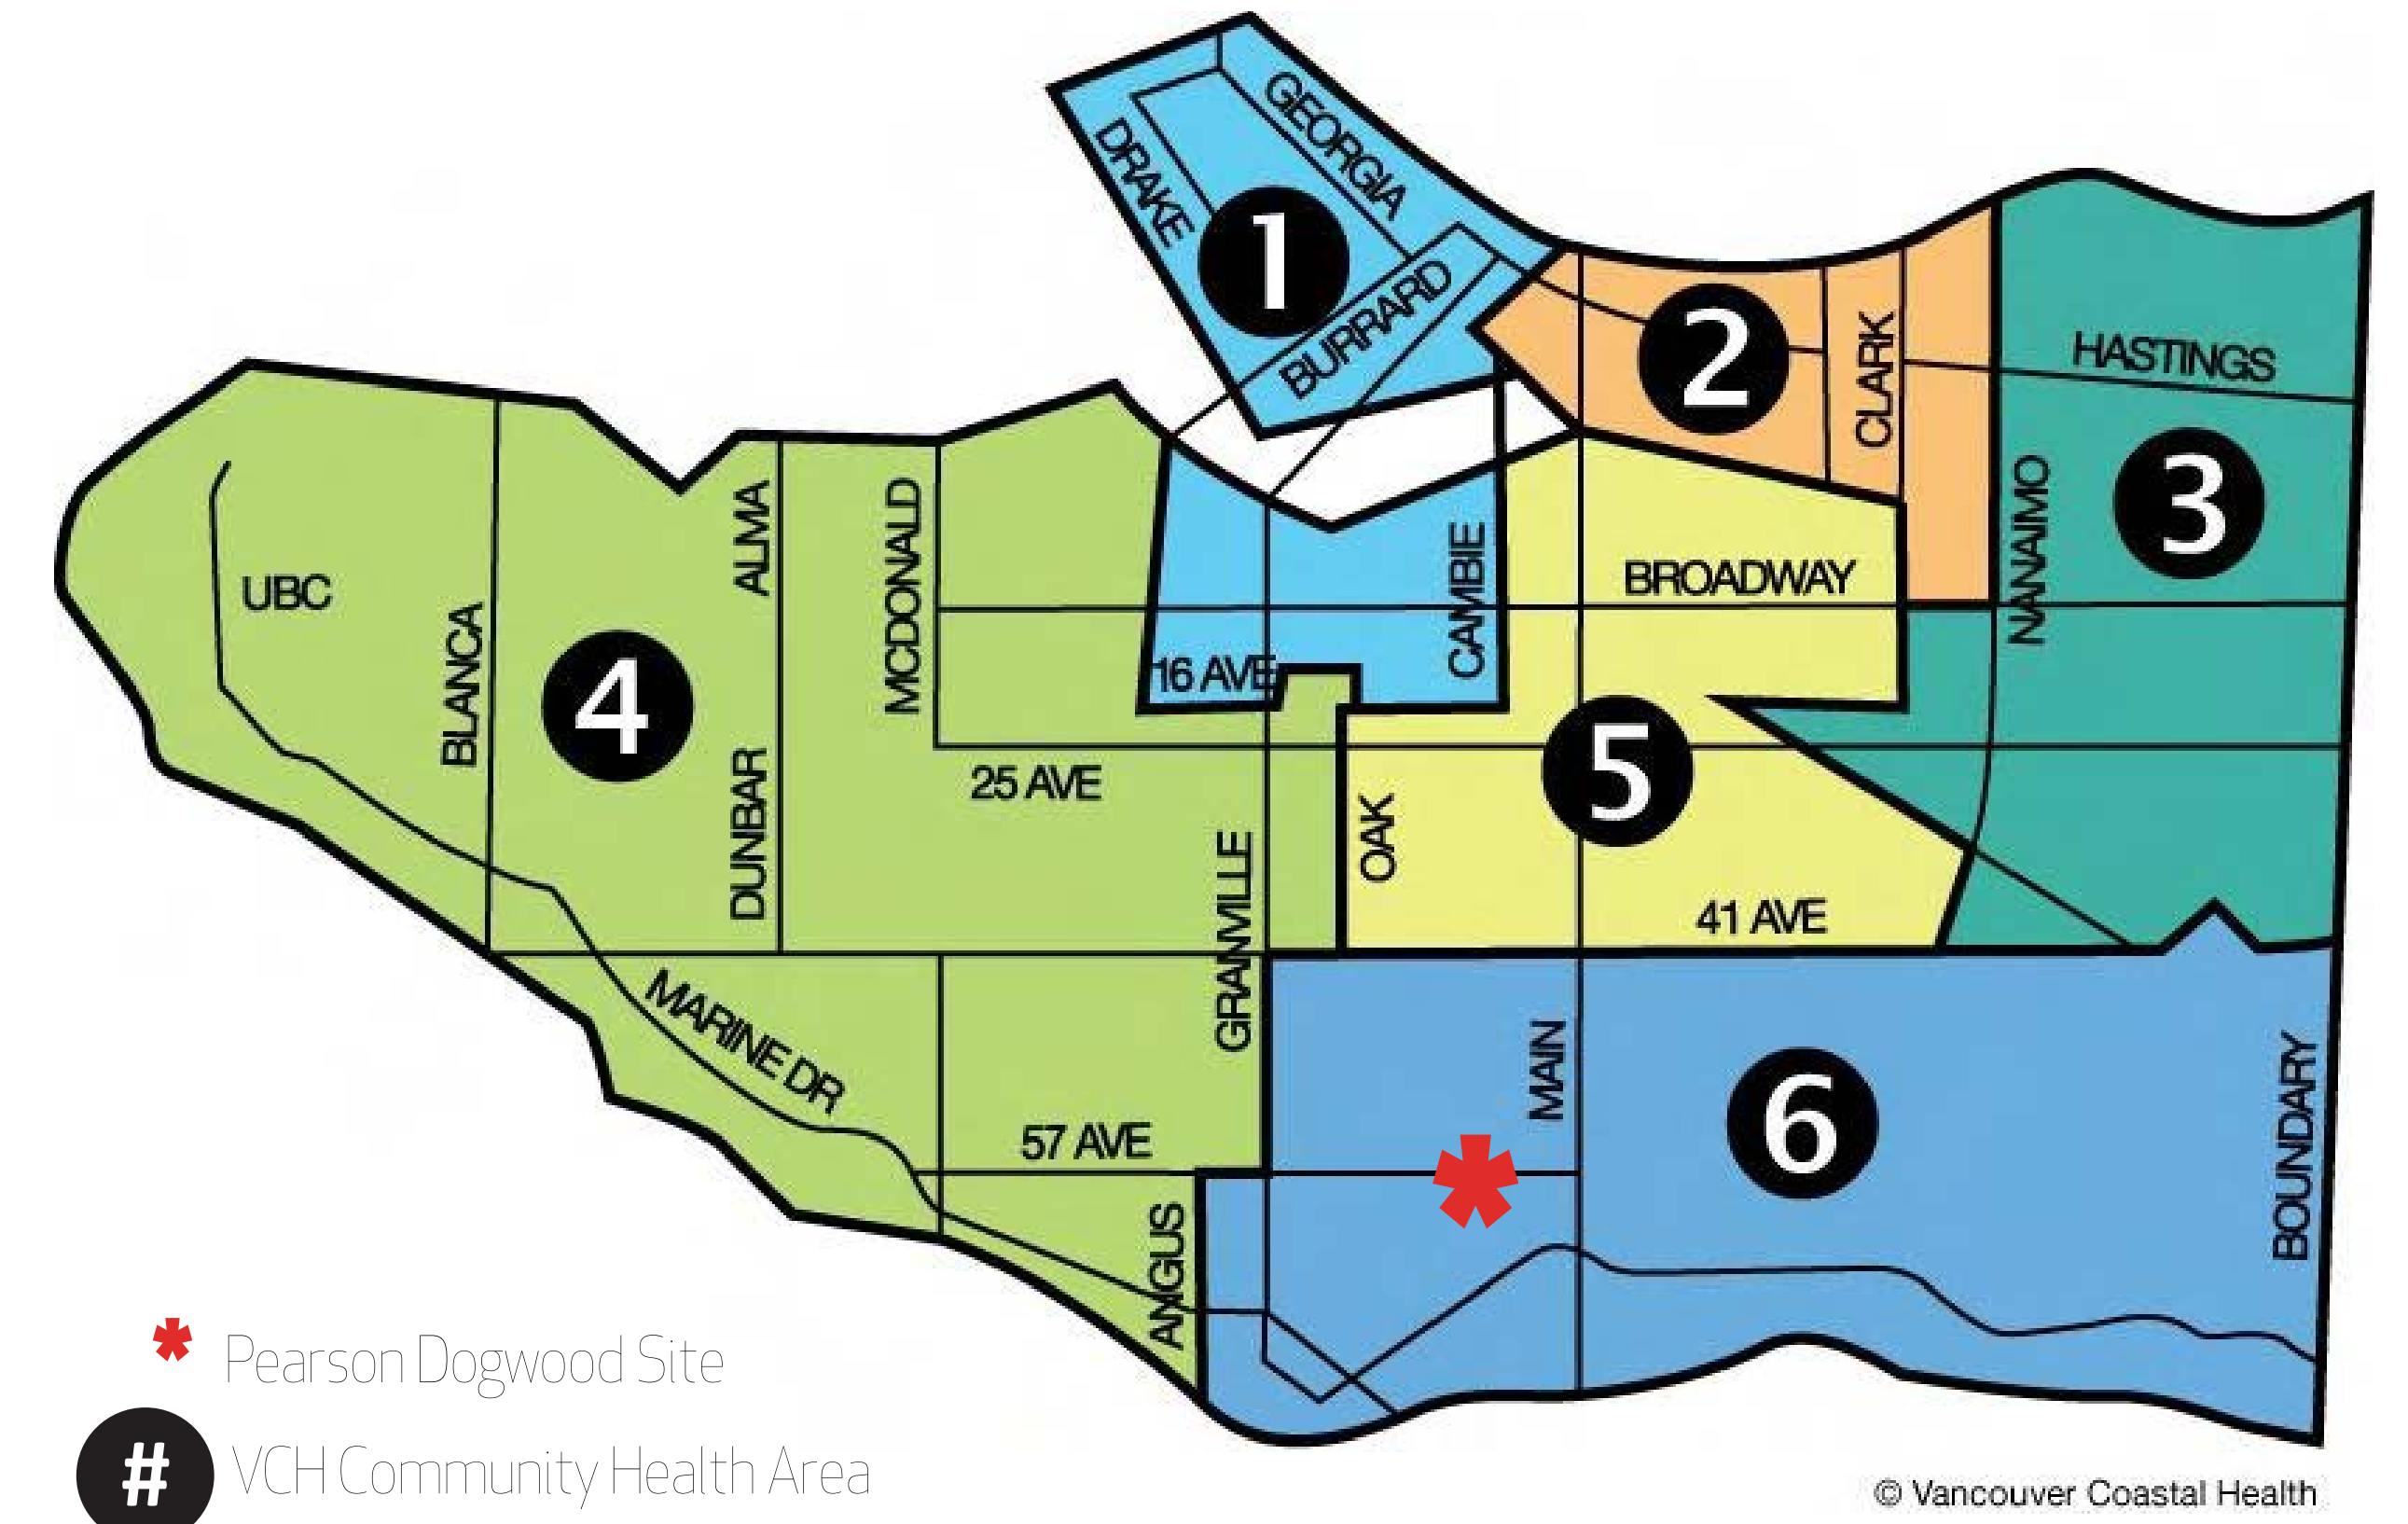 GEORGIA
DRAKE
1
BURRARD
2
CLARK
HASTINGS
3
NANAIMO
UBC
BLANCA
4
ALMA
DUNBAR
MCDONALD
16 AVE
CAMBIE
BROADWAY
5
25 AVE
GRANVILLE
OAK
41 AVE
MARINE DR
57 AVE
ANGUS
MAIN
6
BOUNDARY
* Pearson Dogwood Site
# VCH Community Health Area
© Vancouver Coastal Health